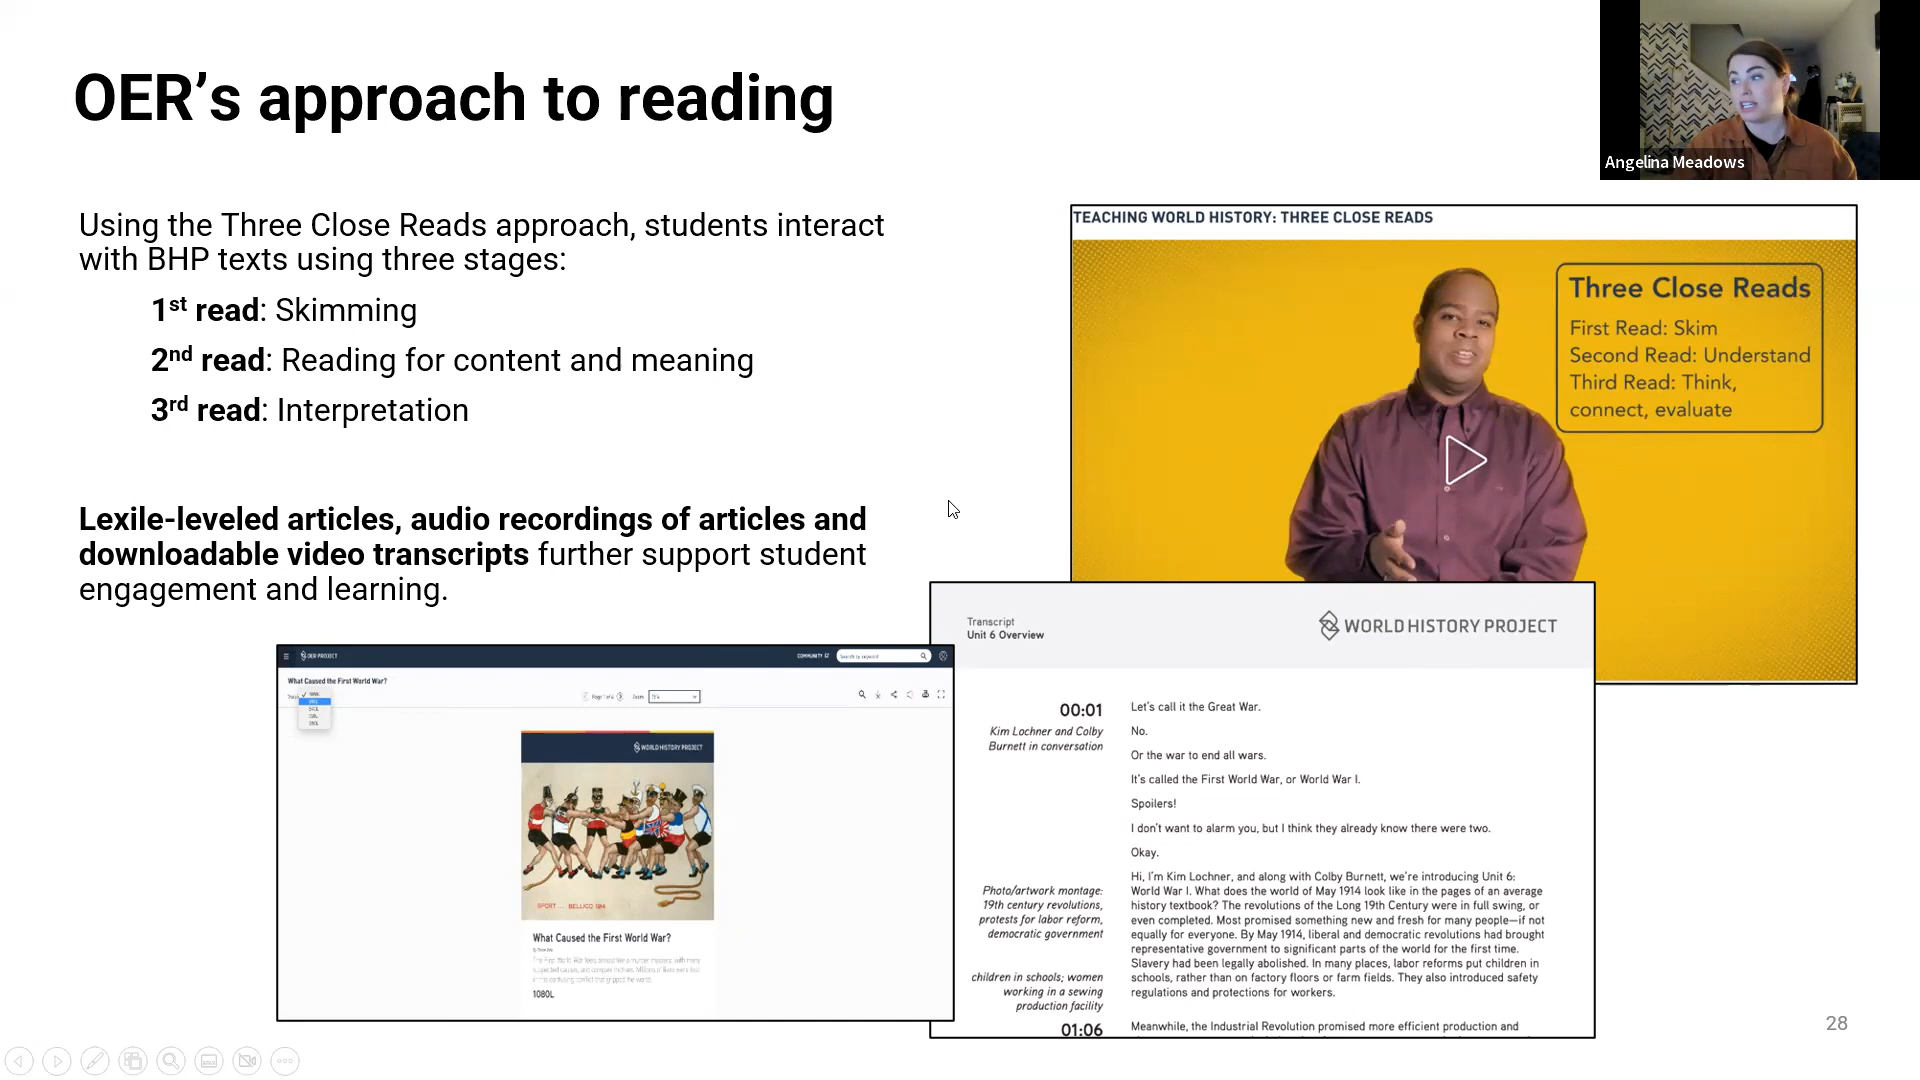 OER’s approach to reading
Angelina Meadows
Using the Three Close Reads approach, students interact
with BHP texts using three stages:
1st read: Skimming
2nd read: Reading for content and meaning
3rd read: Interpretation
Lexile-leveled articles, audio recordings of articles and
downloadable video transcripts further support student
engagement and learning.
TEACHING WORLD HISTORY: THREE CLOSE READS
Three Close Reads
First Read: Skim
Second Read: Understand
Third Read: Think,
connect, evaluate
OER PROJECT
COMMUNITY
Search by keyword
What Caused the First World War?
Page 1 of 4
Zoom
WORLD HISTORY PROJECT
SPORT
What Caused the First World War?
1080L
Transcript
Unit 6 Overview
WORLD HISTORY PROJECT
00:01
Kim Lochner and Colby
Burnett in conversation
Let’s call it the Great War.
No.
Or the war to end all wars.
It’s called the First World War, or World War I.
Spoilers!
I don’t want to alarm you, but I think they already know there were two.
Okay.
Photo/artwork montage:
19th century revolutions,
protests for labor reform,
democratic government
children in schools; women
working in a sewing
production facility
Hi, I’m Kim Lochner, and along with Colby Burnett, we’re introducing Unit 6:
World War I. What does the world of May 1914 look like in the pages of an average
history textbook? The revolutions of the Long 19th Century were in full swing, or
even completed. Most promised something new and fresh for many people—if not
equally for everyone. By May 1914, liberal and democratic revolutions had brought
representative government to significant parts of the world for the first time.
Slavery had been legally abolished. In many places, labor reforms put children in
schools, rather than on factory floors or farm fields. They also introduced safety
regulations and protections for workers.
01:06
Meanwhile, the Industrial Revolution promised more efficient production and
28